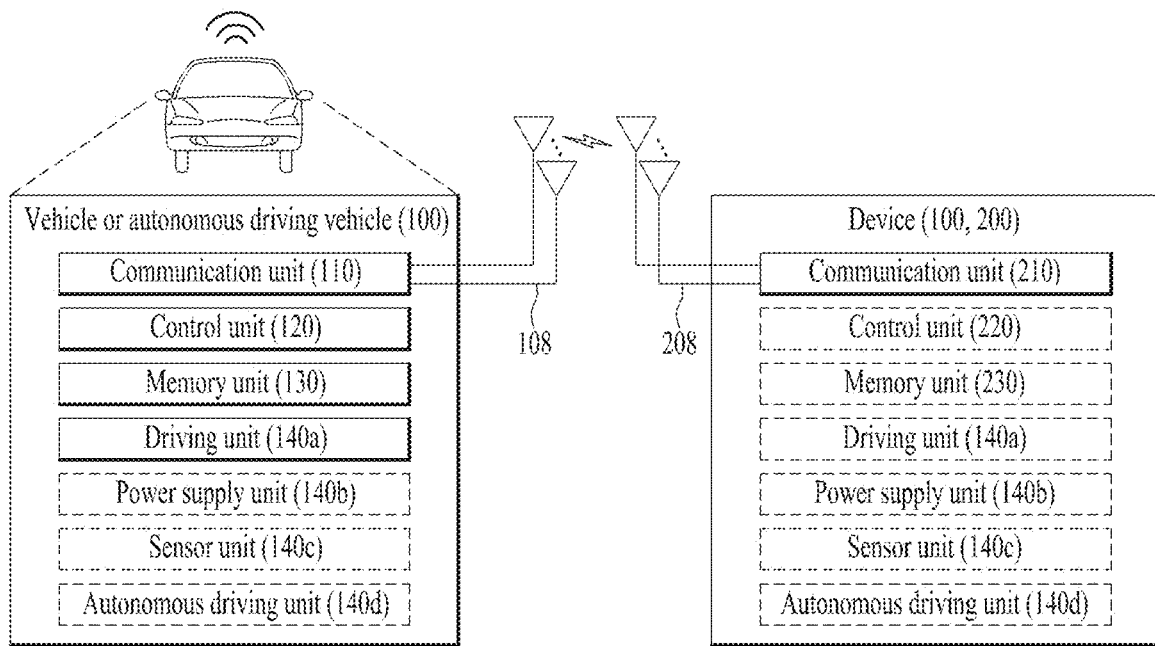 Vehicle or autonomous driving vehicle (100)
Communication unit (110)
Control unit (120)
Memory unit (130)
Driving unit (140a)
Power supply unit (140b)
Sensor unit (140c)
Autonomous driving unit (140d)
108
208
Device (100, 200)
Communication unit (210)
Control unit (220)
Memory unit (230)
Driving unit (140a)
Power supply unit (140b)
Sensor unit (140c)
Autonomous driving unit (140d)